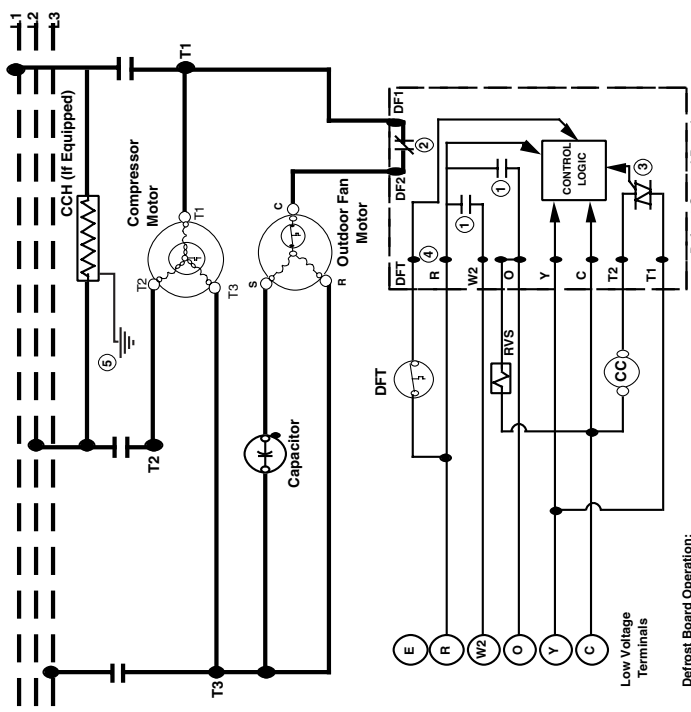 L1
L2
L3
CCH (If Equipped)
5
T1
T2
Compressor
Motor
T1
T2
T3
T3
Outdoor Fan
Motor
C
S
R
Capacitor
DF1
DF2
2
CONTROL
LOGIC
3
1
1
4
DFT
R
W2
O
Y
C
T2
T1
DFT
RVS
CC
E
R
W2
O
Y
C
Low Voltage
Terminals
Defrost Board Operation: